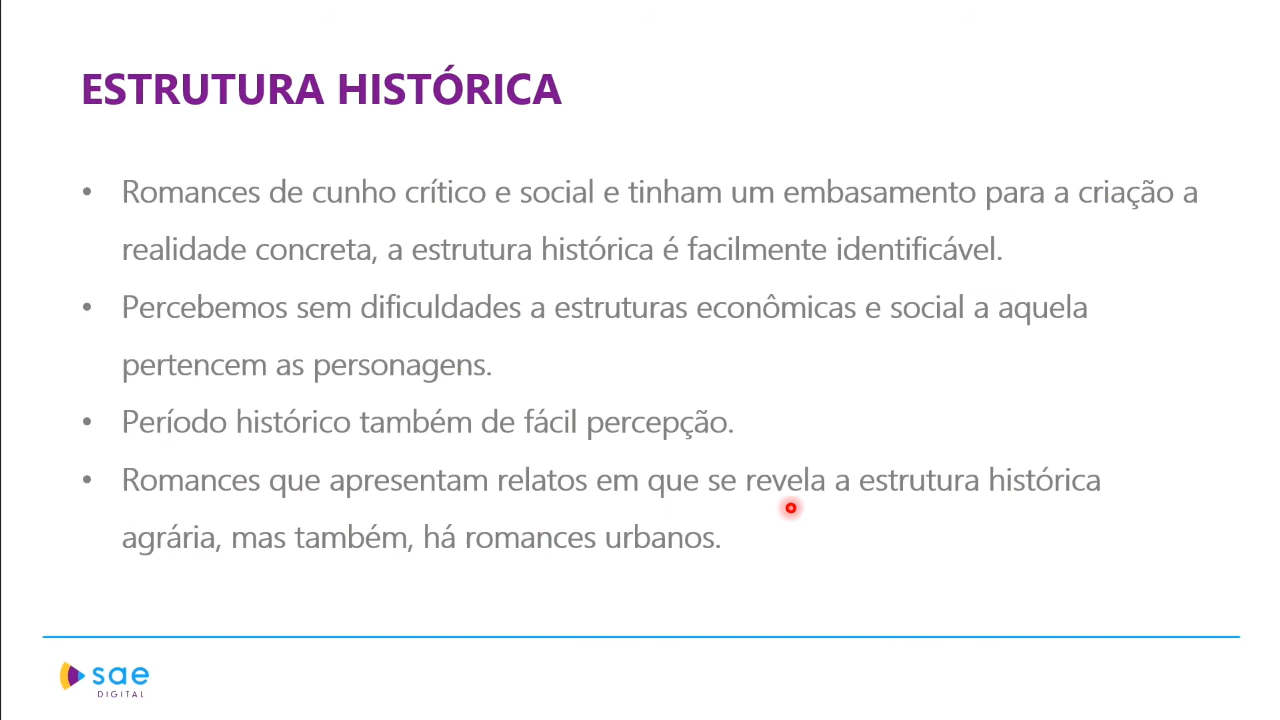 ESTRUTURA HISTÓRICA
• Romances de cunho crítico e social e tinham um embasamento para a criação a
realidade concreta, a estrutura histórica é facilmente identificável.
• Percebemos sem dificuldades a estruturas econômicas e social a aquela
pertencem as personagens.
• Período histórico também de fácil percepção.
• Romances que apresentam relatos em que se revela a estrutura histórica
agrária, mas também, há romances urbanos.
sae
DIGITAL